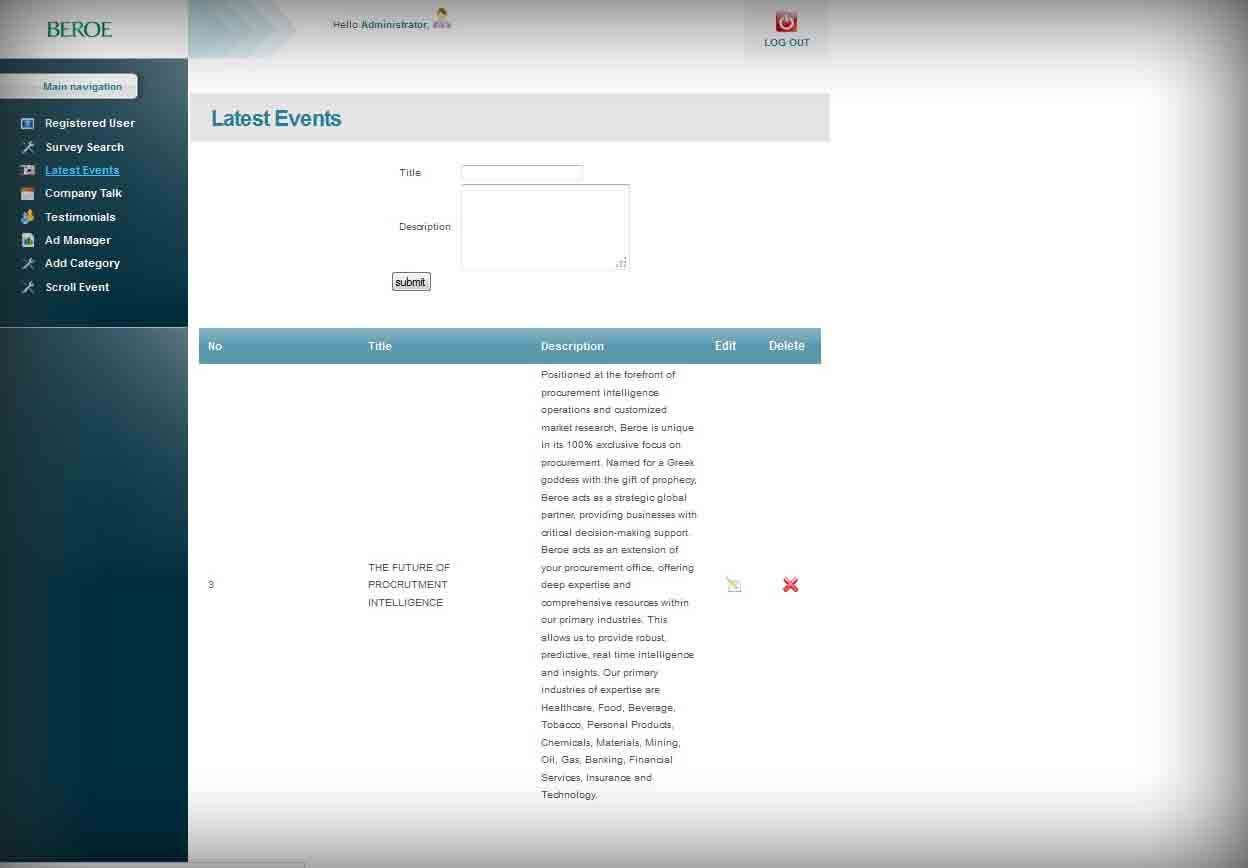 BEROE
Hello Administrator,
LOG OUT
Main navigation
Registered User
Survey Search
Latest Events
Company Talk
Testimonials
Ad Manager
Add Category
Scroll Event
Latest Events
Title
Description
submit
No Title Description Edit Delete
3
THE FUTURE OF
PROCRUTMENT
INTELLIGENCE
Positioned at the forefront of
procurement intelligence
operations and customized
market research, Beroe is unique
in its 100% exclusive focus on
procurement. Named for a Greek
goddess with the gift of prophecy,
Beroe acts as a strategic global
partner, providing businesses with
critical decision-making support.
Beroe acts as an extension of
your procurement office, offering
deep expertise and
comprehensive resources within
our primary industries. This
allows us to provide robust,
predictive, real time intelligence
and insights. Our primary
industries of expertise are
Healthcare, Food, Beverage,
Tobacco, Personal Products,
Chemicals, Materials, Mining,
Oil, Gas, Banking, Financial
Services, Insurance and
Technology.